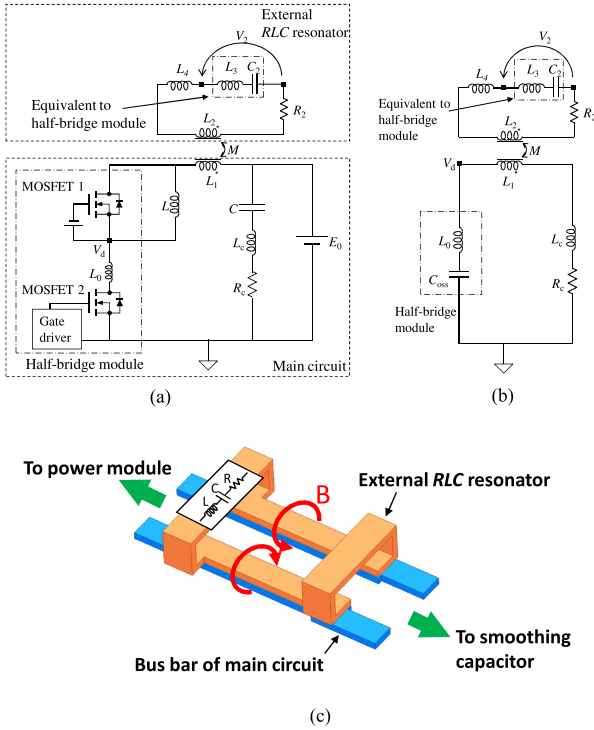 External
RLC resonator
V2
L4
L3
C2
Equivalent to
half-bridge module
R2
L2
M
L1
MOSFET 1
L
C
Vd
Lc
E0
L0
MOSFET 2
Rc
Gate
driver
Half-bridge module
Main circuit
(a)
V2
L4
L3
C2
Equivalent to
half-bridge
module
R2
L2
M
L1
Vd
L0
Lc
Coss
Rc
Half-bridge
module
(b)
To power module
L C R
B
External RLC resonator
To smoothing
capacitor
Bus bar of main circuit
(c)